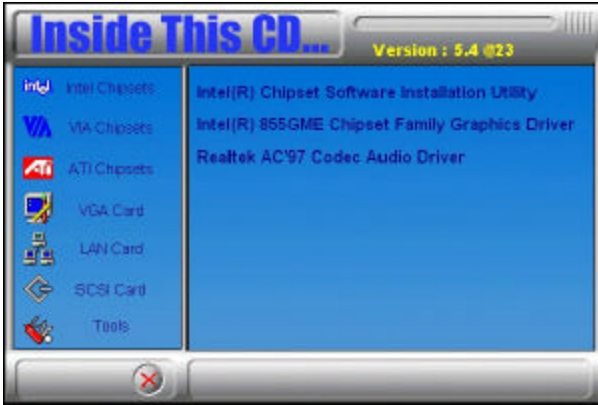 Inside This CD...
Version : 5.4 @23
intel Intel Chipsets
VIA VIA Chipsets
ATI ATI Chipsets
VGA Card
LAN Card
SCSI Card
Tools
Intel(R) Chipset Software Installation Utility
Intel(R) 855GME Chipset Family Graphics Driver
Realtek AC'97 Codec Audio Driver